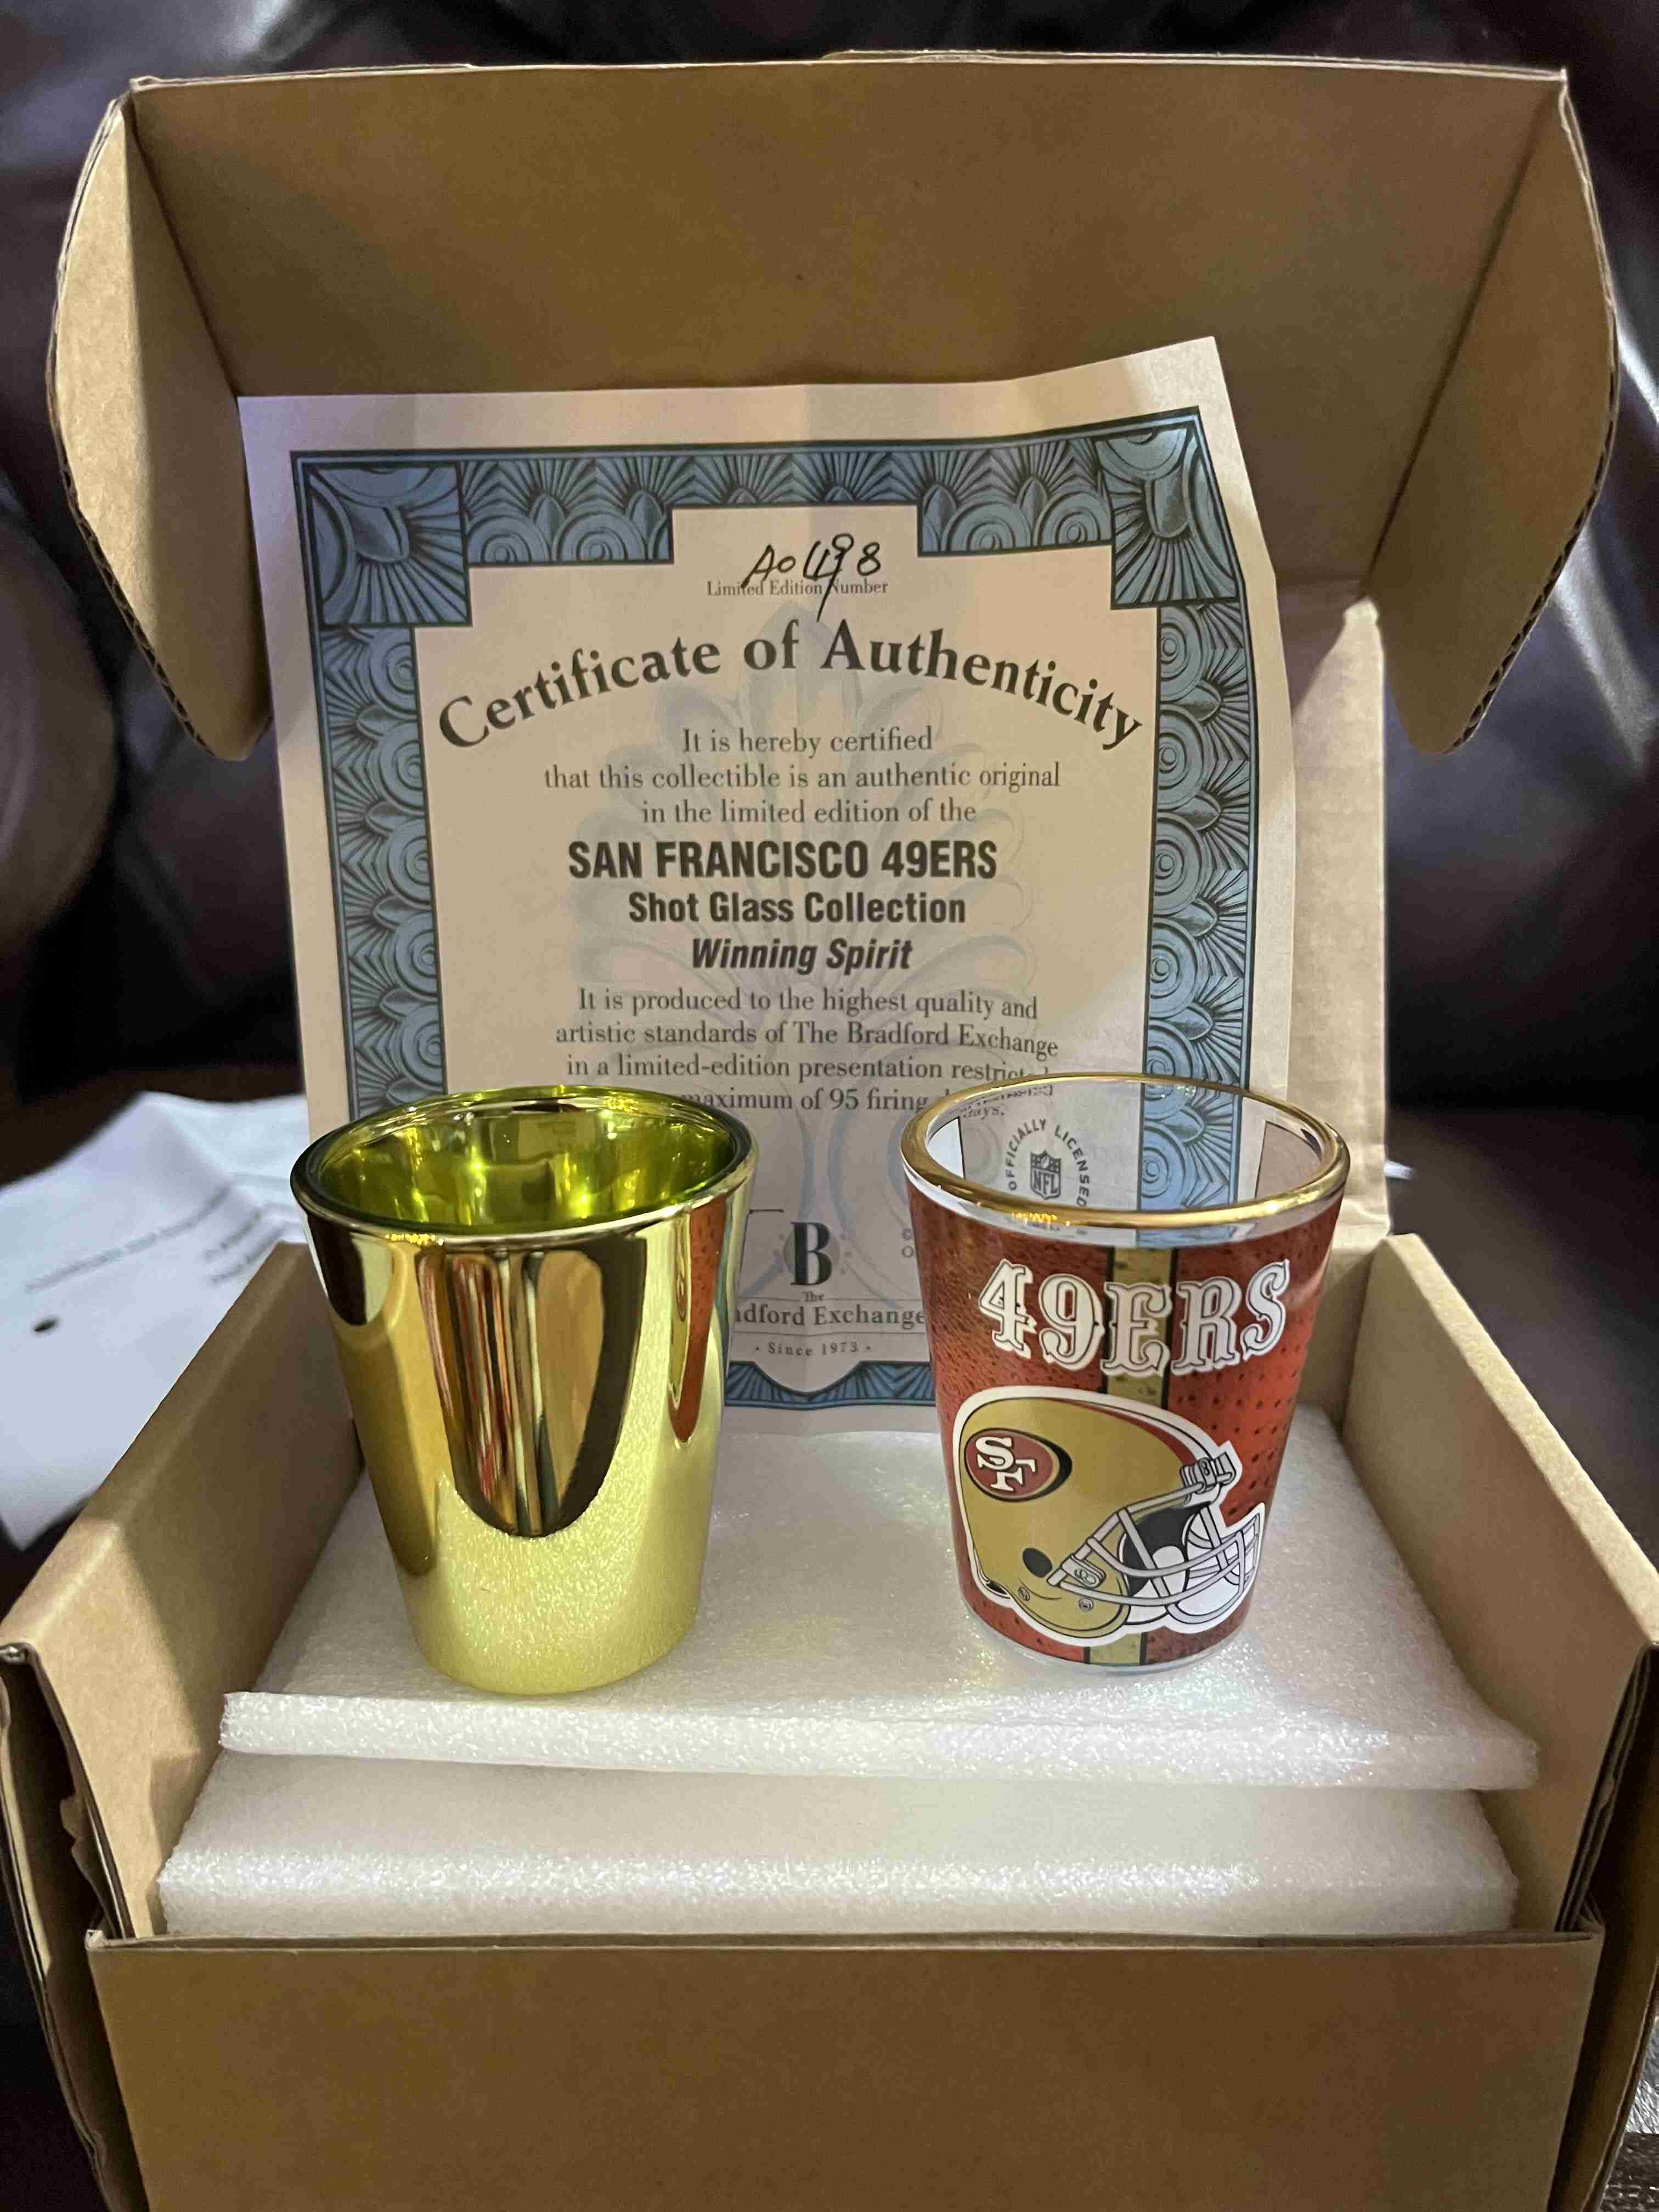 A0498
Limited Edition Number
Certificate of Authenticity
It is hereby certified
that this collectible is an authentic original
in the limited edition of the
SAN FRANCISCO 49ERS
Shot Glass Collection
Winning Spirit
It is produced to the highest quality and
artistic standards of The Bradford Exchange
in a limited-edition presentation
maximum of 95 firing
days.
OFFICIALLY LICENSED
NFL
B
The
adford Exchange
· Since 1973 ·
49ERS
SF